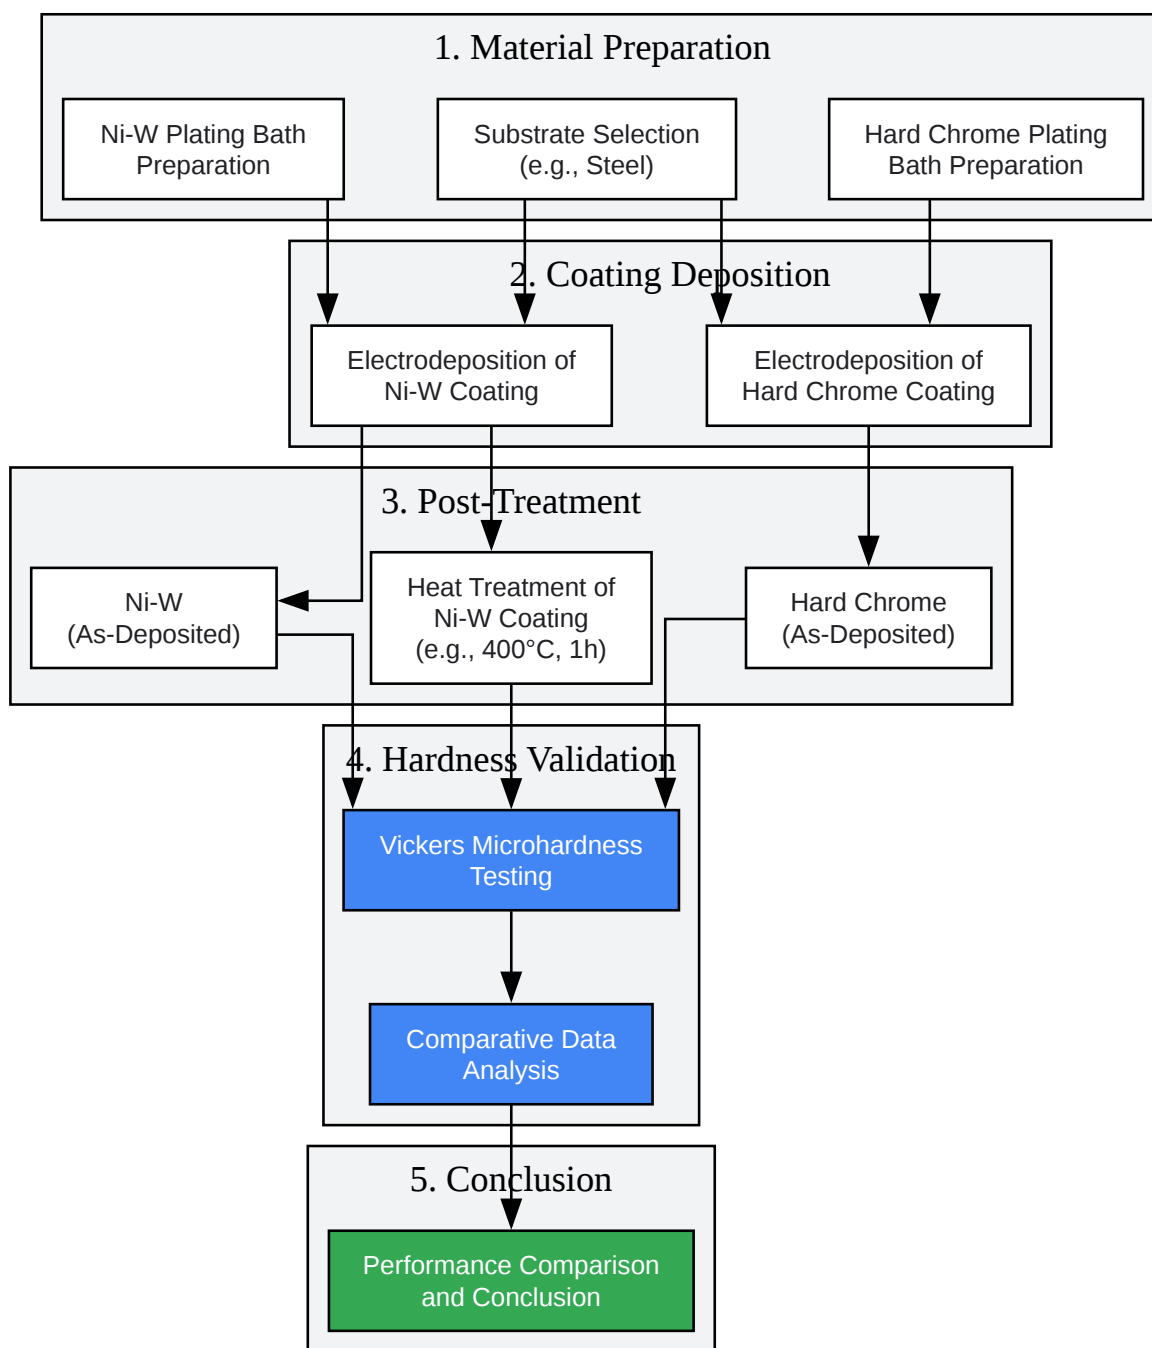 1. Material Preparation
Ni-W Plating Bath
Preparation
Substrate Selection
(e.g., Steel)
Hard Chrome Plating
Bath Preparation
2. Coating Deposition
Electrodeposition of
Ni-W Coating
Electrodeposition of
Hard Chrome Coating
3. Post-Treatment
Ni-W
(As-Deposited)
Heat Treatment of
Ni-W Coating
(e.g., 400°C, 1h)
Hard Chrome
(As-Deposited)
4. Hardness Validation
Vickers Microhardness
Testing
Comparative Data
Analysis
5. Conclusion
Performance Comparison
and Conclusion